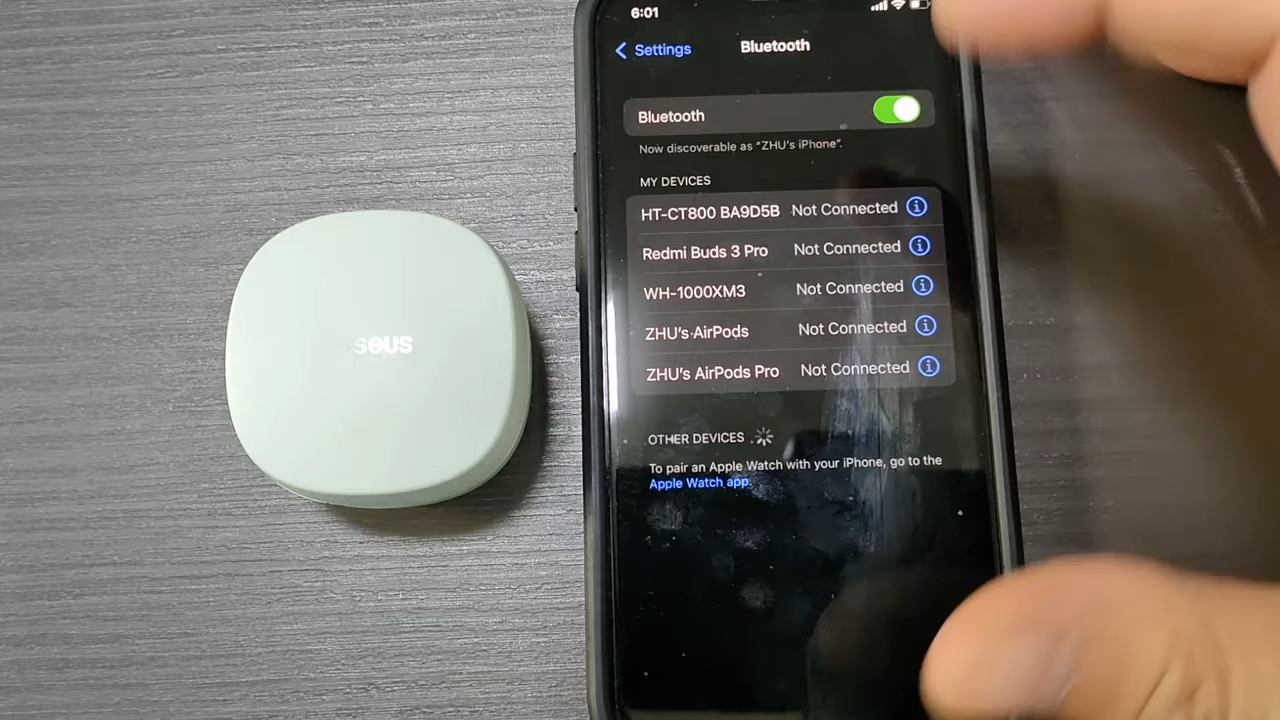 6:01
Settings
Bluetooth
Bluetooth
Now discoverable as “ZHU’s iPhone”.
MY DEVICES
HT-CT800 BA9D5B Not Connected
Redmi Buds 3 Pro Not Connected
WH-1000XM3 Not Connected
ZHU’s AirPods Not Connected
ZHU’s AirPods Pro Not Connected
OTHER DEVICES
To pair an Apple Watch with your iPhone, go to the
Apple Watch app.
seus